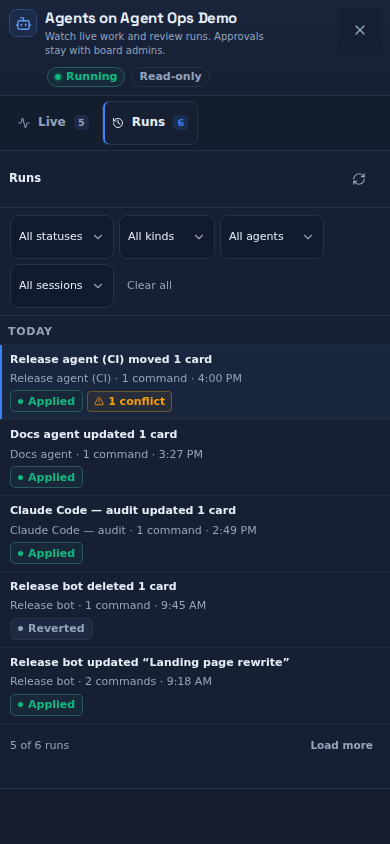 Agents on Agent Ops Demo
Watch live work and review runs. Approvals
stay with board admins.
Running
Read-only
Live 5
Runs 6
Runs
All statuses
All kinds
All agents
All sessions
Clear all
TODAY
Release agent (CI) moved 1 card
Release agent (CI) · 1 command · 4:00 PM
Applied
1 conflict
Docs agent updated 1 card
Docs agent · 1 command · 3:27 PM
Applied
Claude Code — audit updated 1 card
Claude Code — audit · 1 command · 2:49 PM
Applied
Release bot deleted 1 card
Release bot · 1 command · 9:45 AM
Reverted
Release bot updated “Landing page rewrite”
Release bot · 2 commands · 9:18 AM
Applied
5 of 6 runs
Load more